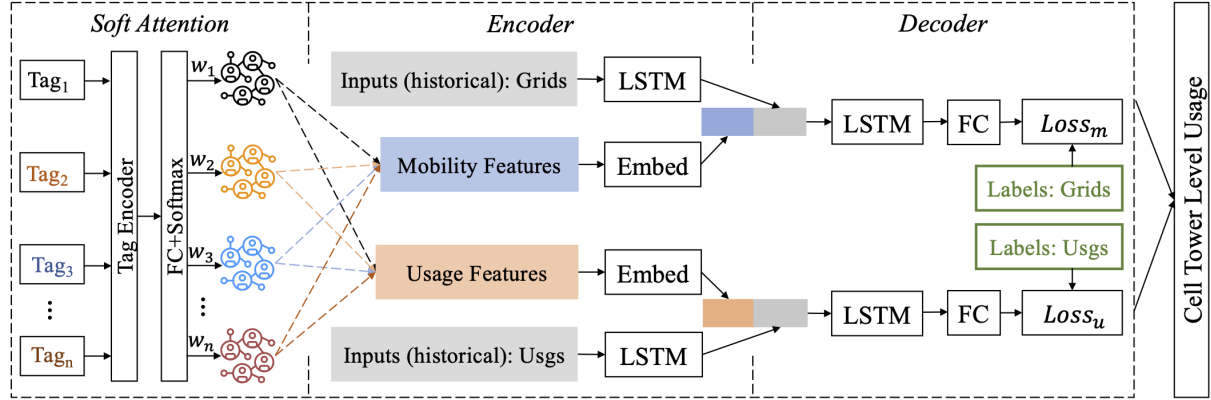 Soft Attention
Encoder
Decoder
Tag1
Tag2
Tag3
⋮
Tagn
Tag Encoder
FC+Softmax
w1
w2
w3
⋮
wn
Inputs (historical): Grids
LSTM
Mobility Features
Embed
Usage Features
Embed
Inputs (historical): Usgs
LSTM
LSTM
FC
Lossm
Labels: Grids
Labels: Usgs
LSTM
FC
Lossu
Cell Tower Level Usage